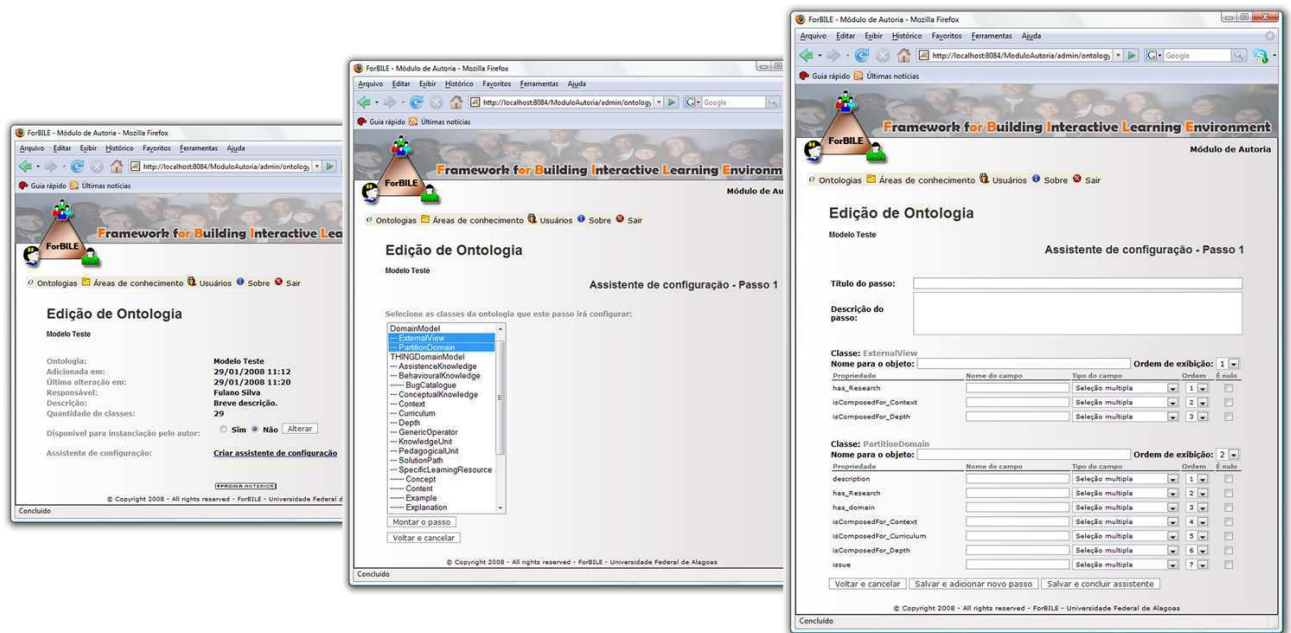 ForBILE - Módulo de Autoria - Mozilla Firefox
Arquivo Editar Exibir Histórico Favoritos Ferramentas Ajuda
http://localhost:8084/ModuloAutoria/admin/ontology
Guia rápido Últimas notícias
Framework for Building Interactive Lea
ForBILE
Ontologias Áreas de conhecimento Usuários Sobre Sair
Edição de Ontologia
Modelo Teste
Ontologia: Modelo Teste
Adicionada em: 29/01/2008 11:12
Última alteração em: 29/01/2008 11:20
Responsável: Fulano Silva
Descrição: Breve descrição.
Quantidade de classes: 29
Disponível para instanciação pelo autor: Sim Não Alterar
Assistente de configuração: Criar assistente de configuração
PÁGINA ANTERIOR
© Copyright 2008 - All rights reserved - ForBILE - Universidade Federal d
Concluído
ForBILE - Módulo de Autoria - Mozilla Firefox
Arquivo Editar Exibir Histórico Favoritos Ferramentas Ajuda
http://localhost:8084/ModuloAutoria/admin/ontology Google
Guia rápido Últimas notícias
Framework for Building Interactive Learning Environm
ForBILE
Módulo de Au
Ontologias Áreas de conhecimento Usuários Sobre Sair
Edição de Ontologia
Modelo Teste
Assistente de configuração - Passo 1
Selecione as classes da ontologia que este passo irá configurar:
DomainModel
--- ExternalView
--- PartitionDomain
THINGDomainModel
--- AssistenceKnowledge
--- BehaviouralKnowledge
------ BugCatalogue
--- ConceptualKnowledge
--- Context
--- Curriculum
--- Depth
--- GenericOperator
--- KnowledgeUnit
--- PedagogicalUnit
--- SolutionPath
--- SpecificLearningResource
------ Concept
------ Content
------ Example
------ Explanation
Montar o passo
Voltar e cancelar
© Copyright 2008 - All rights reserved - ForBILE - Universidade Federal de Alagoas
Concluído
ForBILE - Módulo de Autoria - Mozilla Firefox
Arquivo Editar Exibir Histórico Favoritos Ferramentas Ajuda
http://localhost:8084/ModuloAutoria/admin/ontology Google
Guia rápido Últimas notícias
Framework for Building Interactive Learning Environment
ForBILE
Módulo de Autoria
Ontologias Áreas de conhecimento Usuários Sobre Sair
Edição de Ontologia
Modelo Teste
Assistente de configuração - Passo 1
Título do passo:
Descrição do
passo:
Classe: ExternalView
Nome para o objeto: Ordem de exibição: 1
Propriedade Nome do campo Tipo do campo Ordem É nulo
has_Research Seleção multipla 1
isComposedFor_Context Seleção multipla 2
isComposedFor_Depth Seleção multipla 3
Classe: PartitionDomain
Nome para o objeto: Ordem de exibição: 2
Propriedade Nome do campo Tipo do campo Ordem É nulo
description Seleção multipla 1
has_Research Seleção multipla 2
has_domain Seleção multipla 3
isComposedFor_Context Seleção multipla 4
isComposedFor_Curriculum Seleção multipla 5
isComposedFor_Depth Seleção multipla 6
issue Seleção multipla 7
Voltar e cancelar Salvar e adicionar novo passo Salvar e concluir assistente
© Copyright 2008 - All rights reserved - ForBILE - Universidade Federal de Alagoas
Concluído